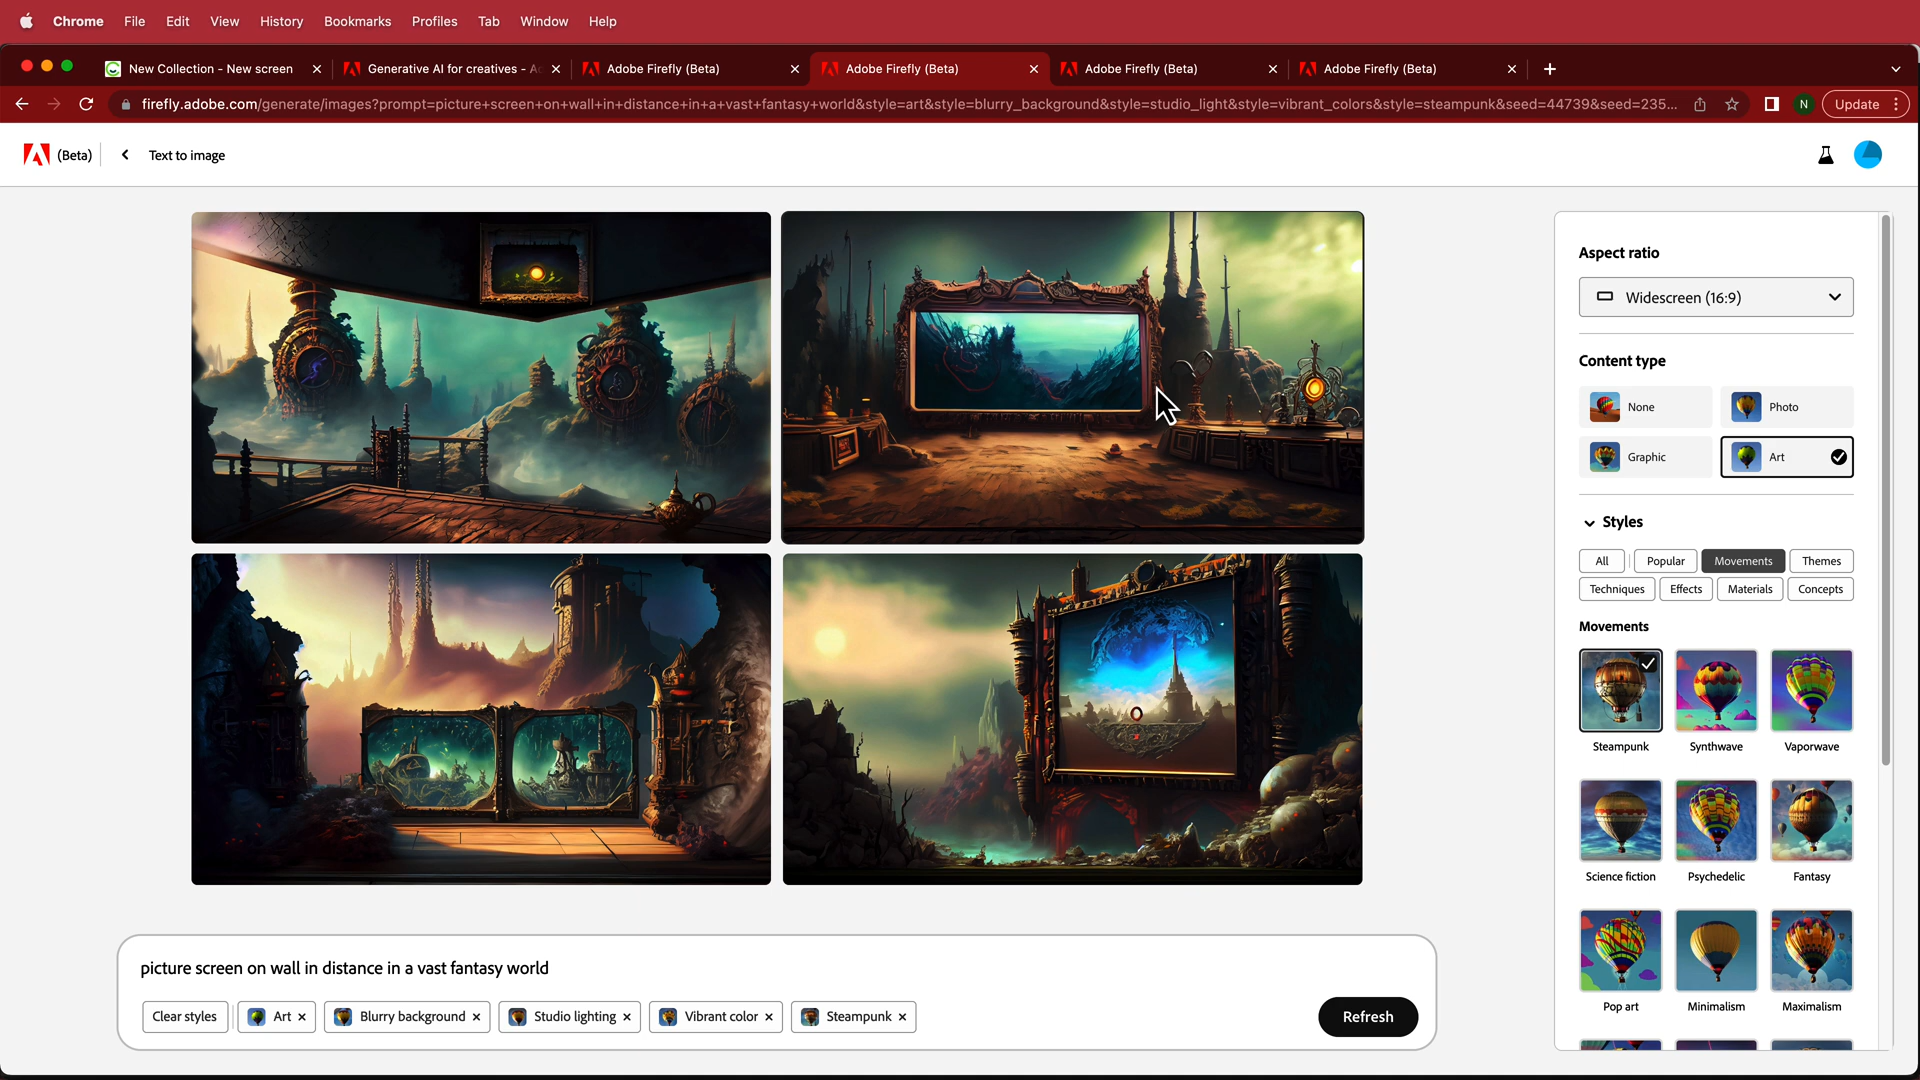 Chrome File Edit View History Bookmarks Profiles Tab Window Help
New Collection - New screen
Generative AI for creatives - A
Adobe Firefly (Beta)
Adobe Firefly (Beta)
Adobe Firefly (Beta)
Adobe Firefly (Beta)
firefly.adobe.com/generate/images?prompt=picture+screen+on+wall+in+distance+in+a+vast+fantasy+world&style=art&style=blurry_background&style=studio_light&style=vibrant_colors&style=steampunk&seed=44739&seed=235...
N
Update
(Beta)
Text to image
Aspect ratio
Widescreen (16:9)
Content type
None
Photo
Graphic
Art
Styles
All Popular Movements Themes
Techniques Effects Materials Concepts
Movements
Steampunk Synthwave Vaporwave
Science fiction Psychedelic Fantasy
Pop art Minimalism Maximalism
picture screen on wall in distance in a vast fantasy world
Clear styles Art Blurry background Studio lighting Vibrant color Steampunk
Refresh